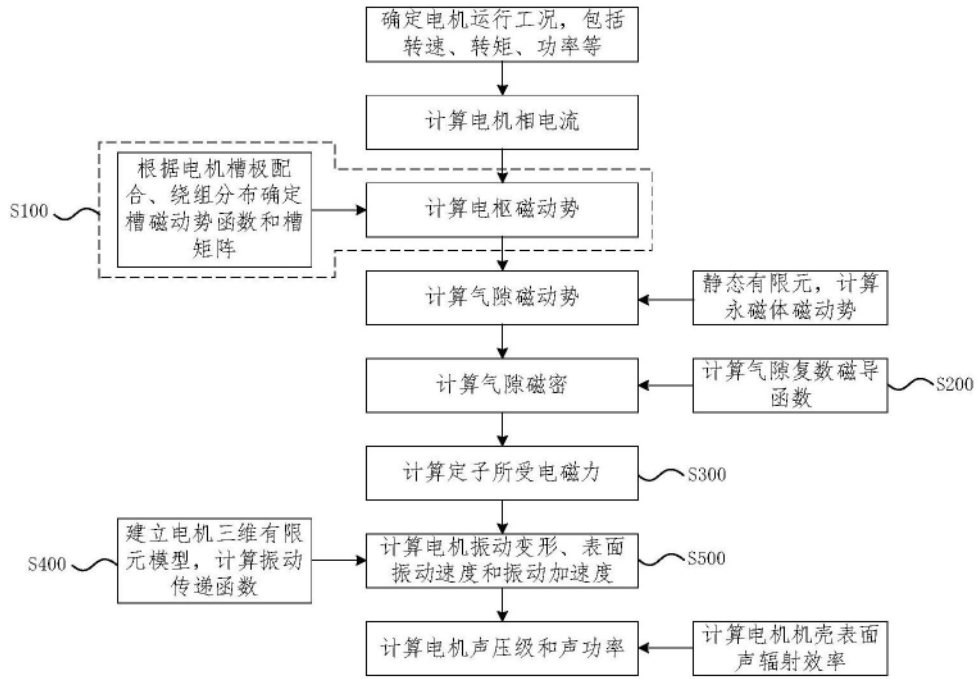 确定电机运行工况，包括
转速、转矩、功率等
计算电机相电流
根据电机槽极配
合、绕组分布确定
槽磁动势函数和槽
矩阵
S100
计算电枢磁动势
计算气隙磁动势
静态有限元，计算
永磁体磁动势
计算气隙磁密
计算气隙复数磁导
函数
S200
计算定子所受电磁力
S300
建立电机三维有限
元模型，计算振动
传递函数
S400
计算电机振动变形、表面
振动速度和振动加速度
S500
计算电机声压级和声功率
计算电机机壳表面
声辐射效率